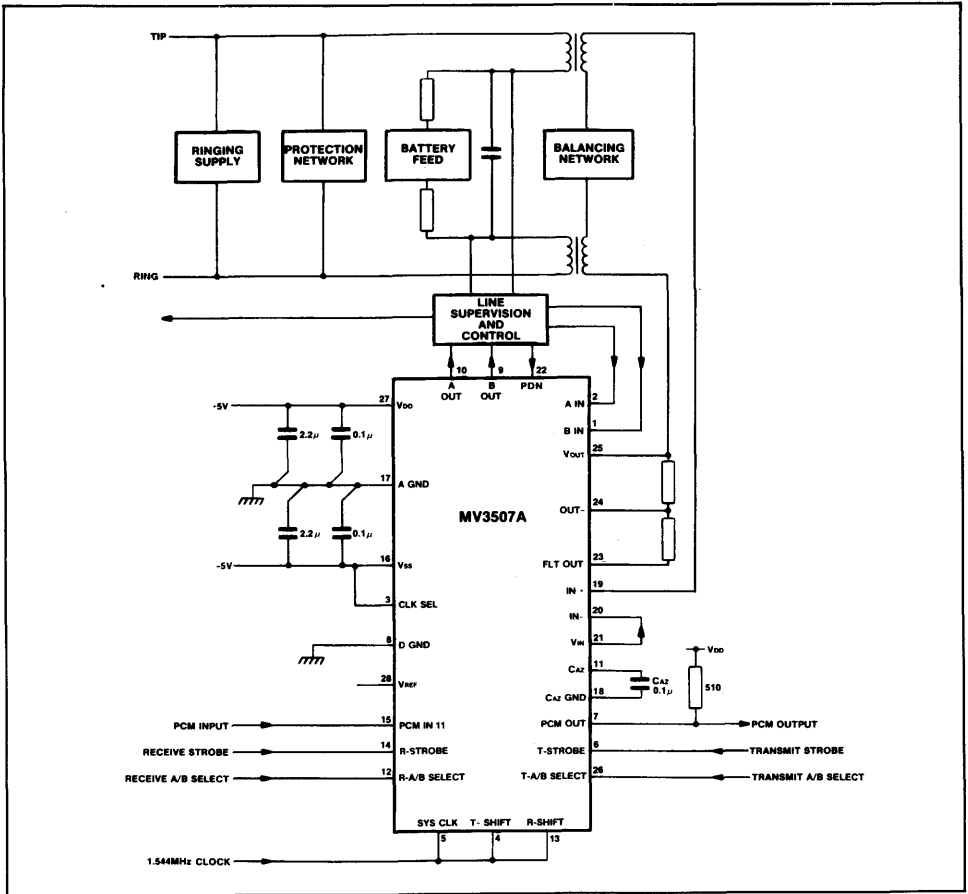 TIP
RINGING
SUPPLY
PROTECTION
NETWORK
BATTERY
FEED
BALANCING
NETWORK
RING
LINE
SUPERVISION
AND
CONTROL
10
9
22
A
OUT
B
OUT
PDN
-5V
27
VDD
2.2μ
0.1μ
17
A GND
2.2μ
0.1μ
-5V
16
VSS
3
CLK SEL
8
D GND
28
VREF
PCM INPUT
15
PCM IN 11
RECEIVE STROBE
14
R-STROBE
RECEIVE A/B SELECT
12
R-A/B SELECT
MV3507A
2
A IN
1
B IN
25
VOUT
24
OUT-
23
FLT OUT
19
IN +
20
IN-
21
VIN
11
CAZ
CAZ
0.1μ
18
CAZ GND
VDD
510
7
PCM OUT
PCM OUTPUT
6
T-STROBE
TRANSMIT STROBE
26
T-A/B SELECT
TRANSMIT A/B SELECT
SYS CLK
T- SHIFT
R-SHIFT
5
4
13
1.544MHz CLOCK